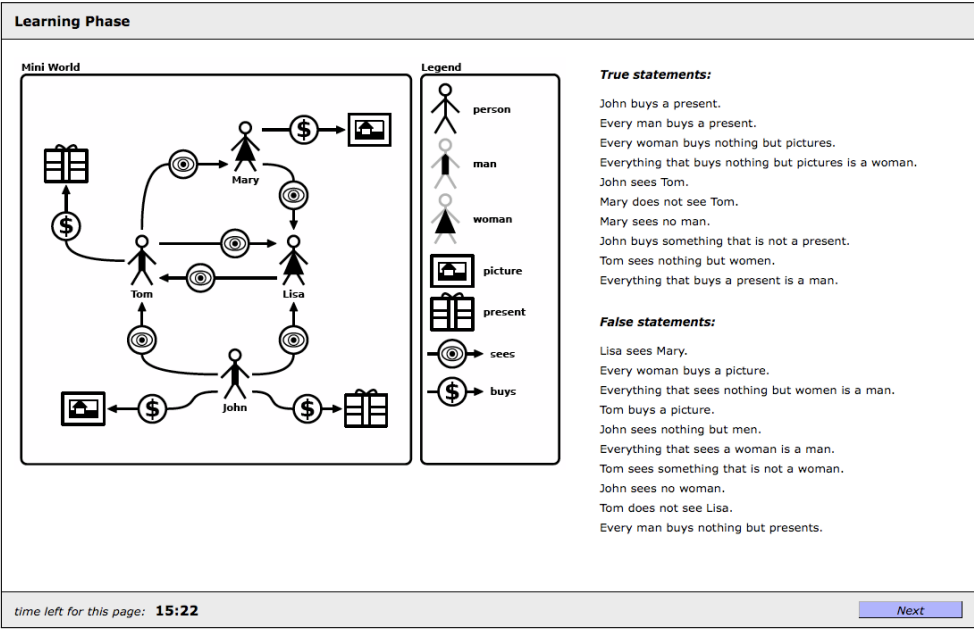 Learning Phase
Mini World
Mary
Tom
Lisa
John
$
$
$
$
Legend
person
man
woman
picture
present
sees
$ buys
True statements:
John buys a present.
Every man buys a present.
Every woman buys nothing but pictures.
Everything that buys nothing but pictures is a woman.
John sees Tom.
Mary does not see Tom.
Mary sees no man.
John buys something that is not a present.
Tom sees nothing but women.
Everything that buys a present is a man.
False statements:
Lisa sees Mary.
Every woman buys a picture.
Everything that sees nothing but women is a man.
Tom buys a picture.
John sees nothing but men.
Everything that sees a woman is a man.
Tom sees something that is not a woman.
John sees no woman.
Tom does not see Lisa.
Every man buys nothing but presents.
time left for this page: 15:22
Next